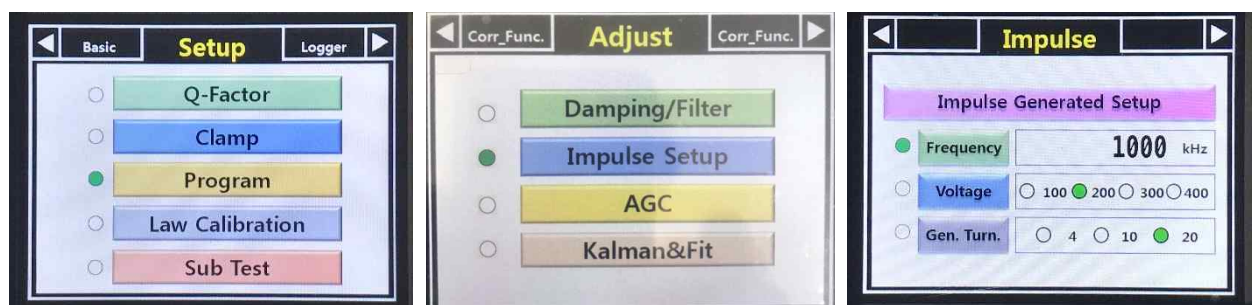 Basic Setup Logger
Q-Factor
Clamp
Program
Law Calibration
Sub Test
Corr_Func. Adjust Corr_Func.
Damping/Filter
Impulse Setup
AGC
Kalman&Fit
Impulse
Impulse Generated Setup
Frequency 1000 kHz
Voltage 100 200 300 400
Gen. Turn. 4 10 20